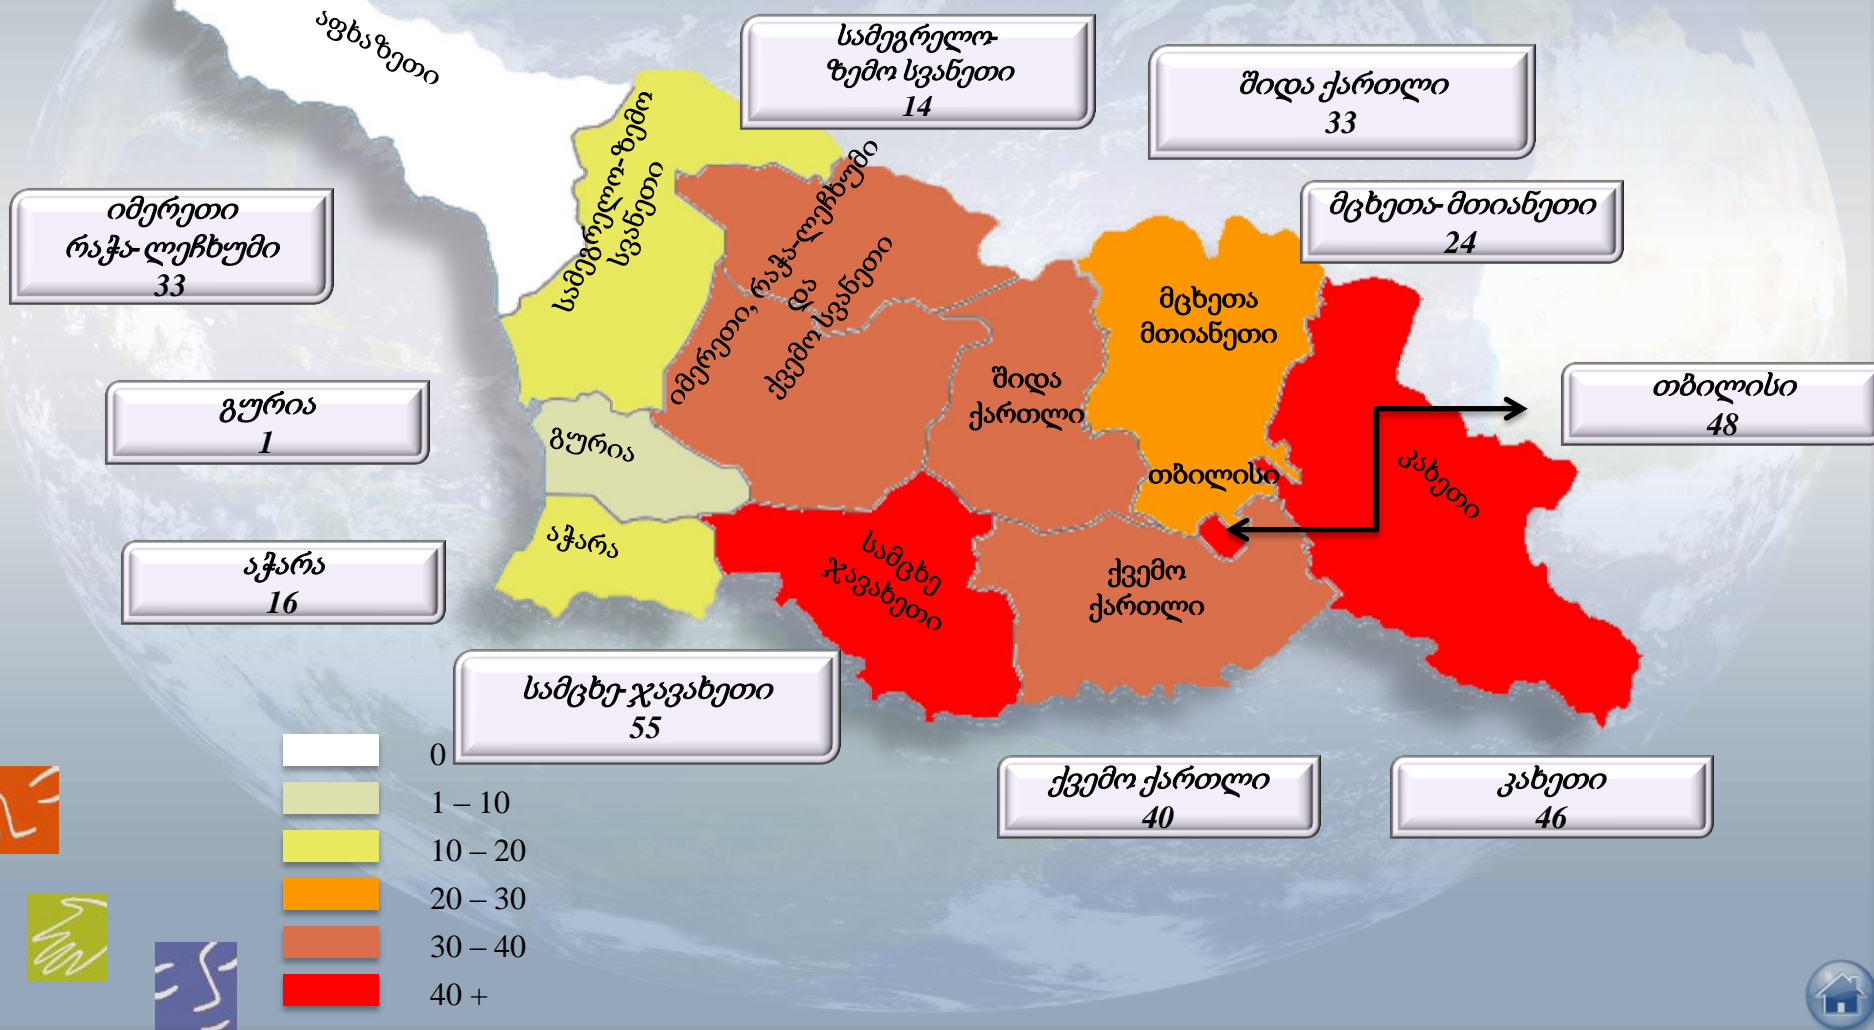 აფხაზეთი
სამეგრელო-
ზემო სვანეთი
14
შიდა ქართლი
33
იმერეთი
რაჭა-ლეჩხუმი
33
მცხეთა-მთიანეთი
24
სამეგრელო-ზემო
სვანეთი
იმერეთი, რაჭა-ლეჩხუმი
და
ქვემო სვანეთი
მცხეთა
მთიანეთი
შიდა
ქართლი
თბილისი
48
გურია
1
გურია
თბილისი
კახეთი
აჭარა
16
აჭარა
სამცხე
ჯავახეთი
ქვემო
ქართლი
სამცხე-ჯავახეთი
55
ქვემო ქართლი
40
კახეთი
46
0
1 – 10
10 – 20
20 – 30
30 – 40
40 +